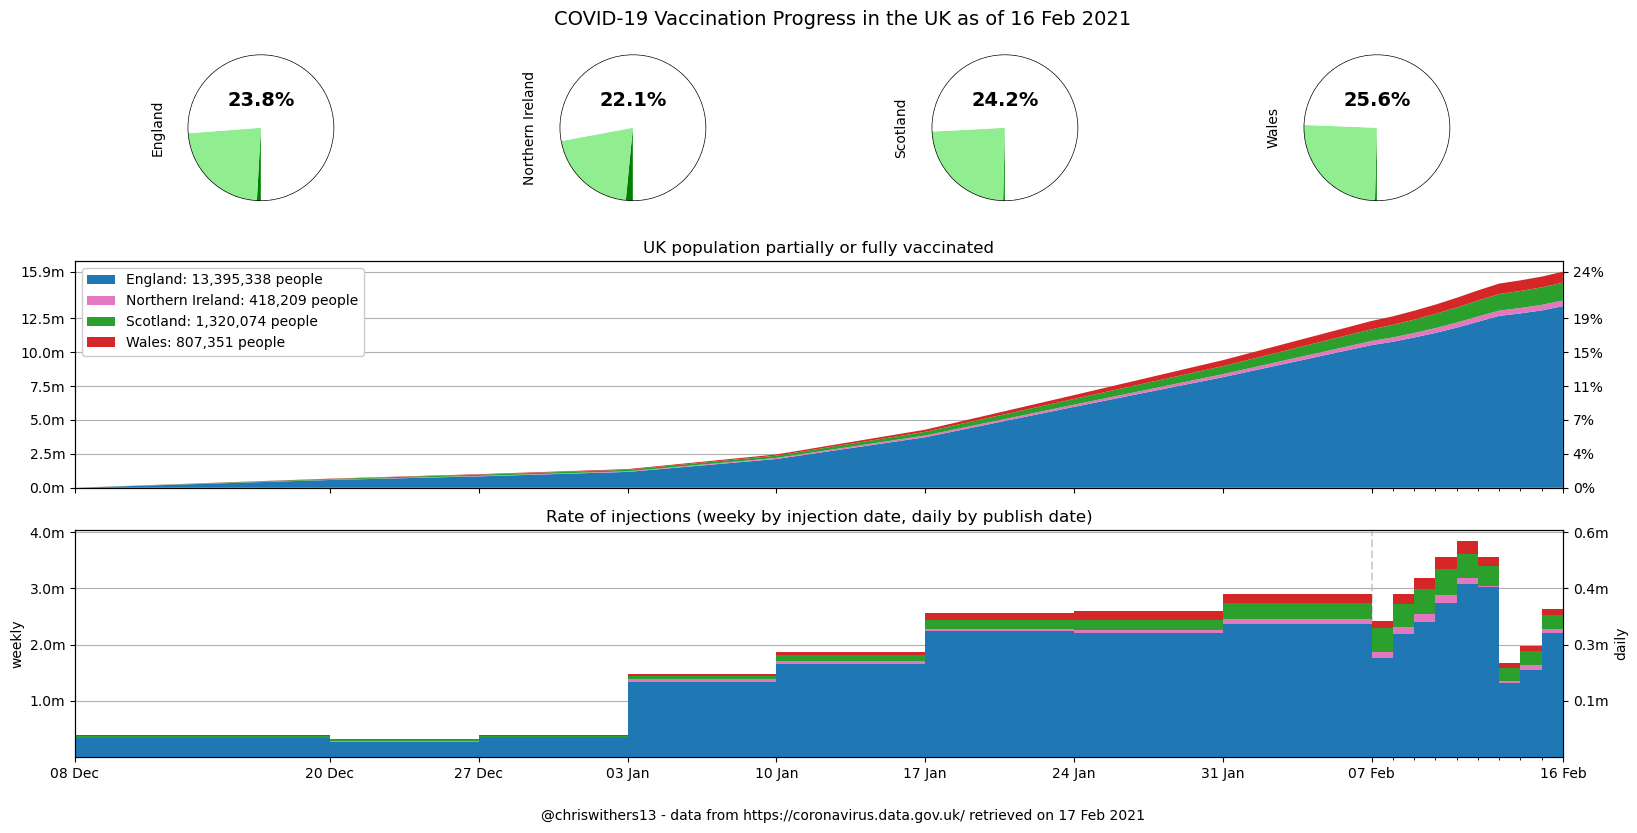 COVID-19 Vaccination Progress in the UK as of 16 Feb 2021
England
23.8%
Northern Ireland
22.1%
Scotland
24.2%
Wales
25.6%
UK population partially or fully vaccinated
England: 13,395,338 people
Northern Ireland: 418,209 people
Scotland: 1,320,074 people
Wales: 807,351 people
15.9m
12.5m
10.0m
7.5m
5.0m
2.5m
0.0m
24%
19%
15%
11%
7%
4%
0%
Rate of injections (weeky by injection date, daily by publish date)
weekly
4.0m
3.0m
2.0m
1.0m
0.6m
0.4m
0.3m
0.1m
daily
08 Dec
20 Dec
27 Dec
03 Jan
10 Jan
17 Jan
24 Jan
31 Jan
07 Feb
16 Feb
@chriswithers13 - data from https://coronavirus.data.gov.uk/ retrieved on 17 Feb 2021